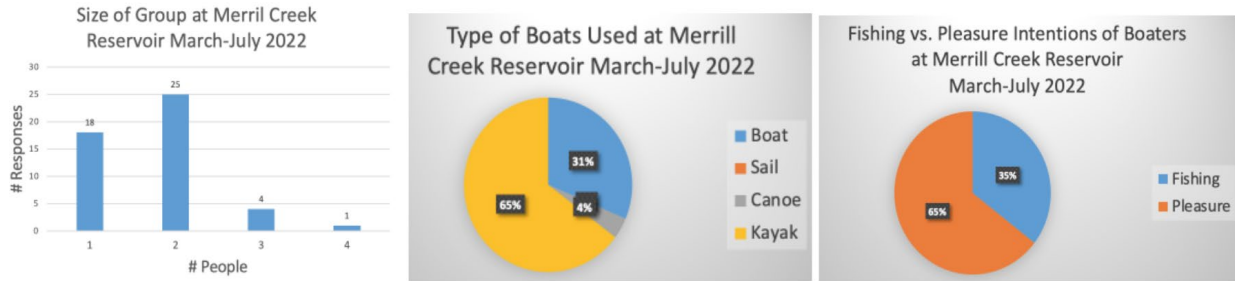 Size of Group at Merril Creek
Reservoir March-July 2022
30
25
20
15
10
5
0
# Responses
18
25
4
1
1
2
3
4
# People
Type of Boats Used at Merrill
Creek Reservoir March-July 2022
31%
4%
65%
Boat
Sail
Canoe
Kayak
Fishing vs. Pleasure Intentions of Boaters
at Merrill Creek Reservoir
March-July 2022
35%
65%
Fishing
Pleasure